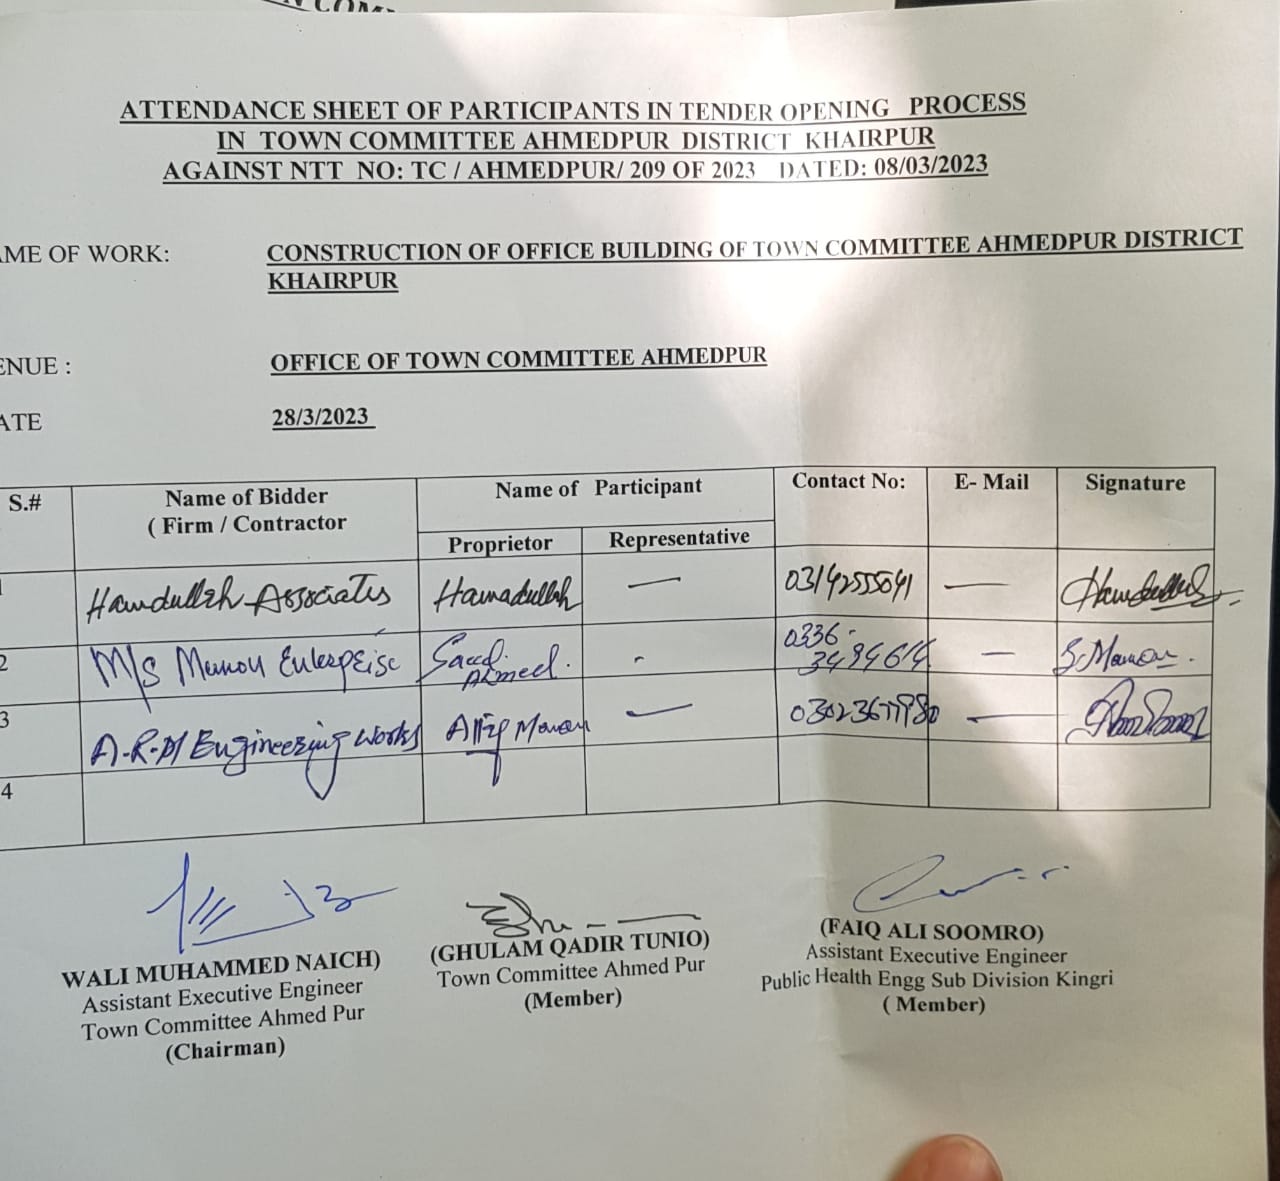 ATTENDANCE SHEET OF PARTICIPANTS IN TENDER OPENING PROCESS
IN TOWN COMMITTEE AHMEDPUR DISTRICT KHAIRPUR
AGAINST NTT NO: TC / AHMEDPUR/ 209 OF 2023 DATED: 08/03/2023
AME OF WORK: CONSTRUCTION OF OFFICE BUILDING OF TOWN COMMITTEE AHMEDPUR DISTRICT
KHAIRPUR
ENUE : OFFICE OF TOWN COMMITTEE AHMEDPUR
ATE 28/3/2023
S.# Name of Bidder Name of Participant Contact No: E- Mail Signature
( Firm / Contractor
Proprietor Representative
1 Hamdullah Associates Hamadullah — —
2 M/S Enterprise Saeed Ahmed. - 0336- —
3 A-R-M Engineering Works — —
4
WALI MUHAMMED NAICH) (GHULAM QADIR TUNIO) (FAIQ ALI SOOMRO)
Assistant Executive Engineer Town Committee Ahmed Pur Assistant Executive Engineer
Town Committee Ahmed Pur (Member) Public Health Engg Sub Division Kingri
(Chairman) ( Member)